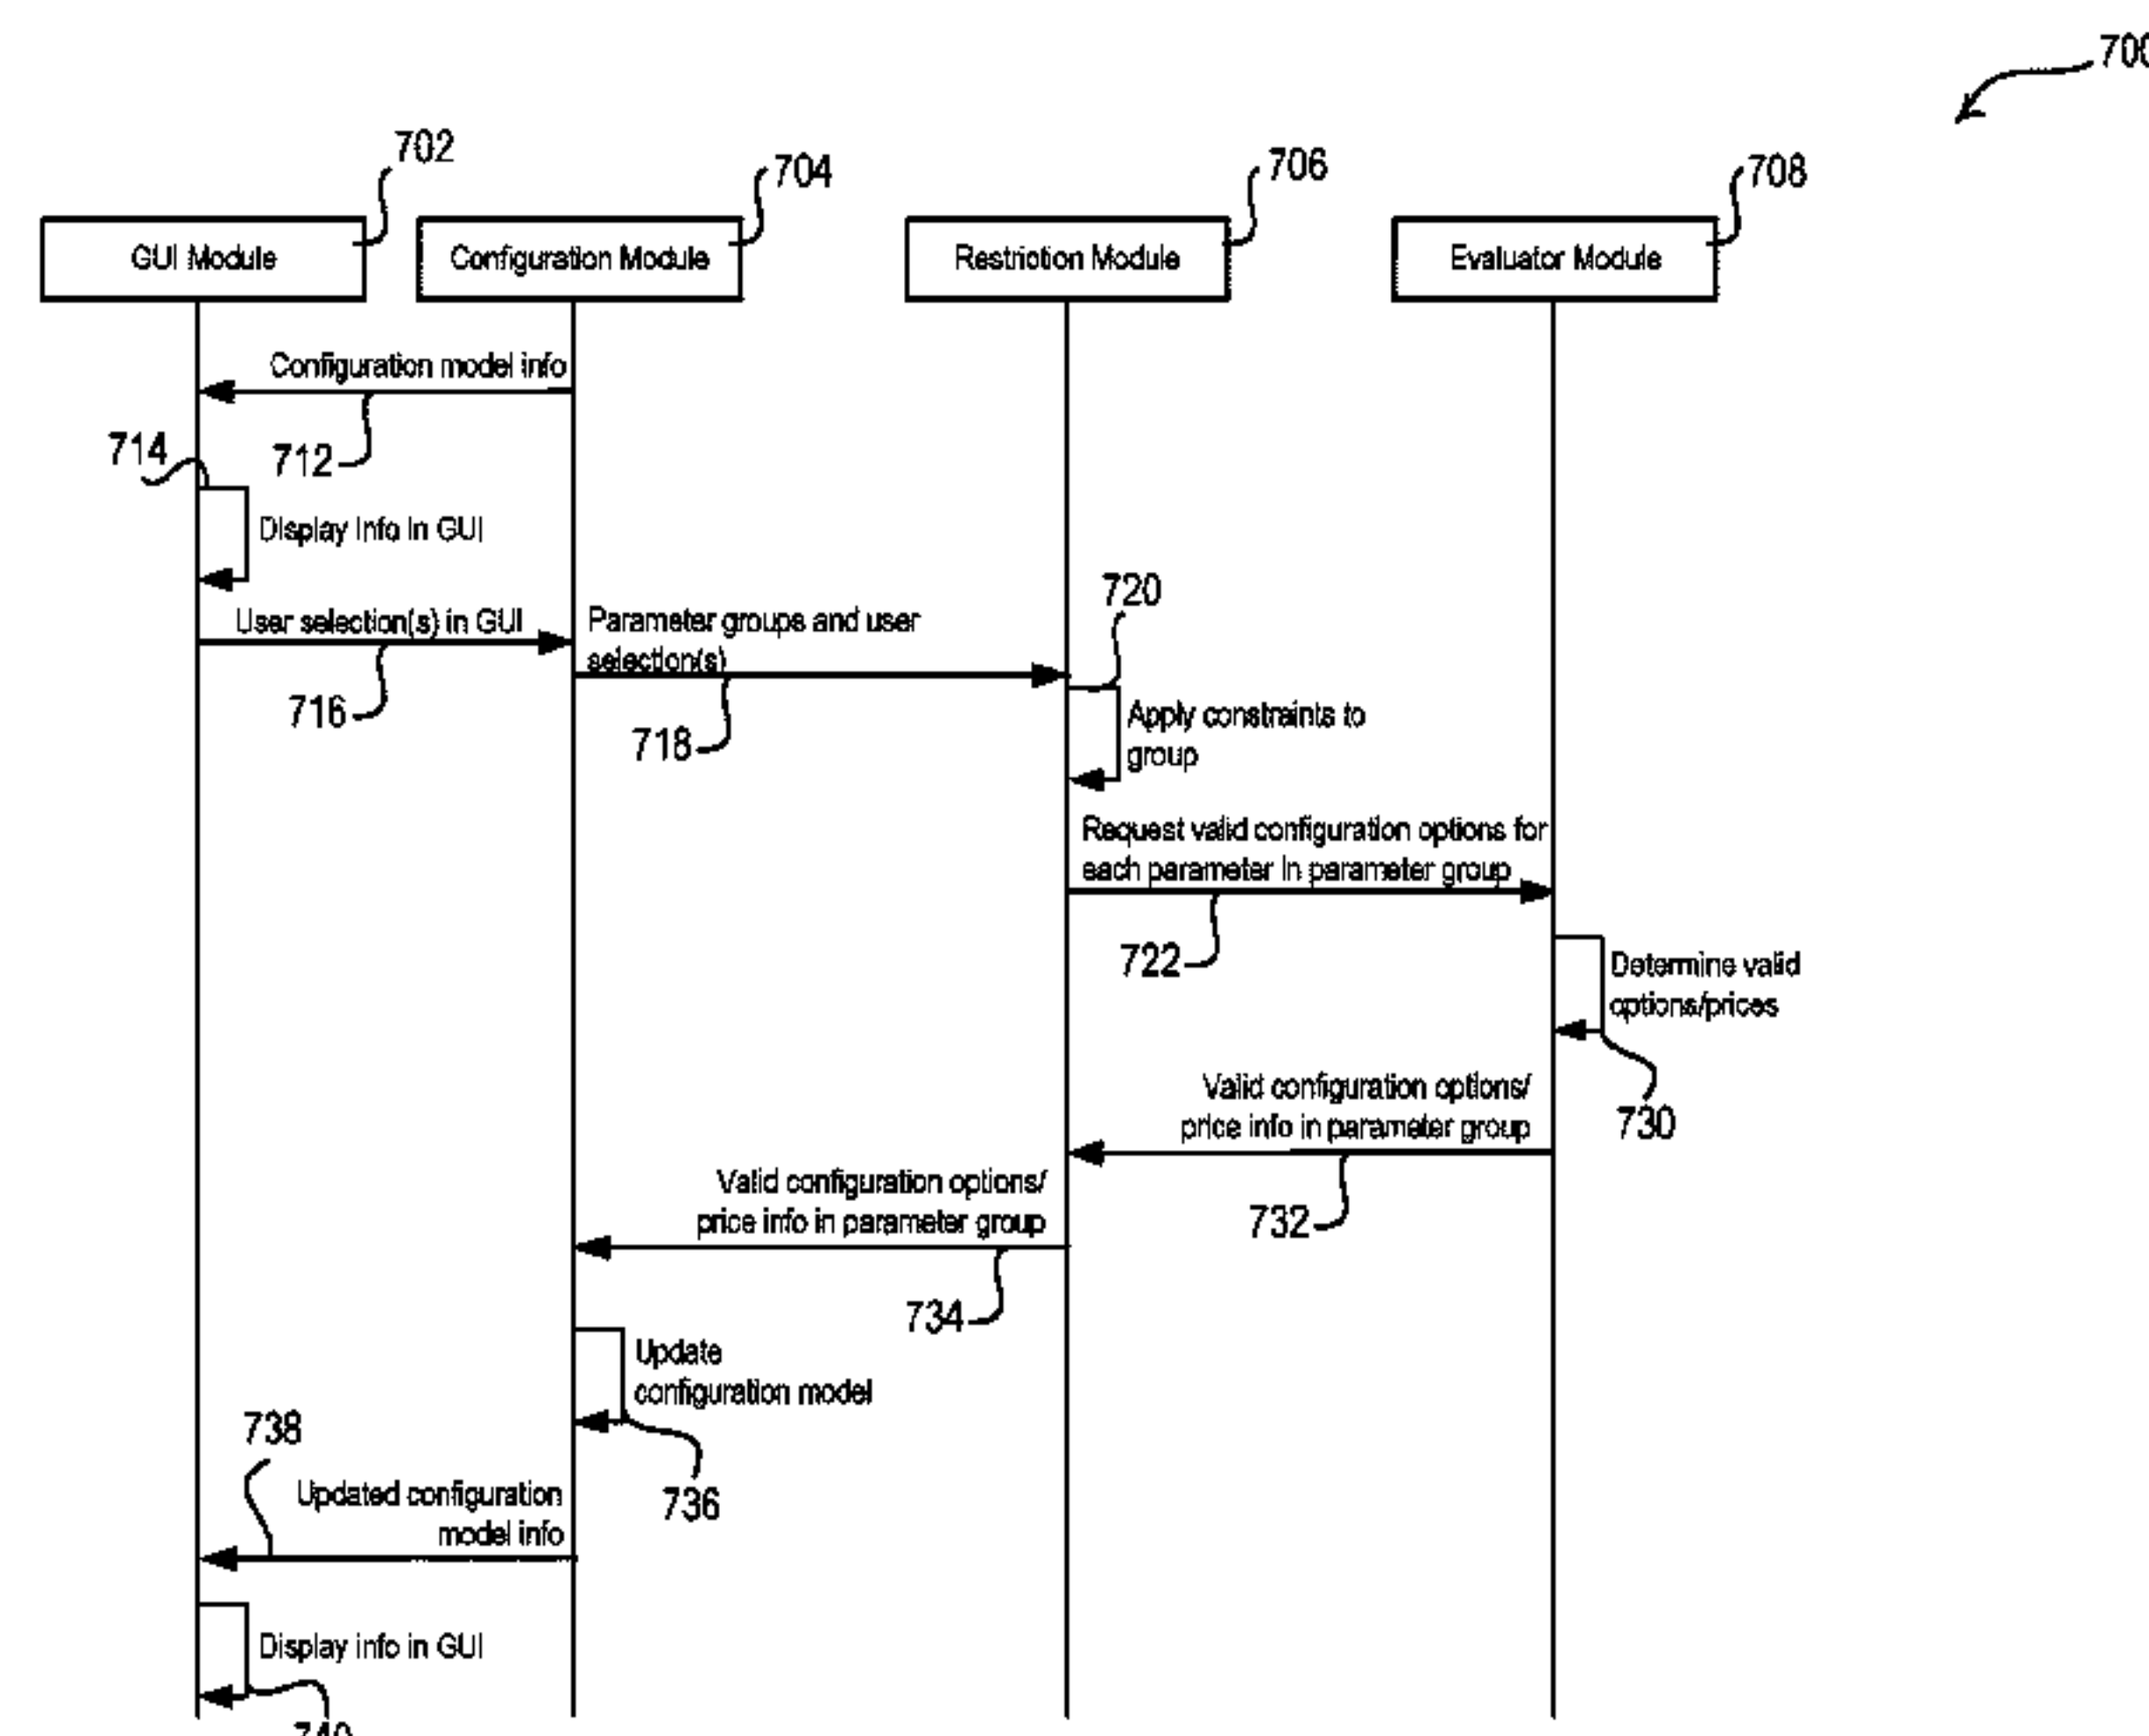 700
702
704
706
708
GUI Module
Configuration Module
Restriction Module
Evaluator Module
Configuration model info
712
714
Display info in GUI
User selection(s) in GUI
716
Parameter groups and user
selection(s)
718
720
Apply constraints to
group
Request valid configuration options for
each parameter in parameter group
722
Determine valid
options/prices
730
Valid configuration options/
price info in parameter group
732
Valid configuration options/
price info in parameter group
734
Update
configuration model
736
738
Updated configuration
model info
Display info in GUI
740